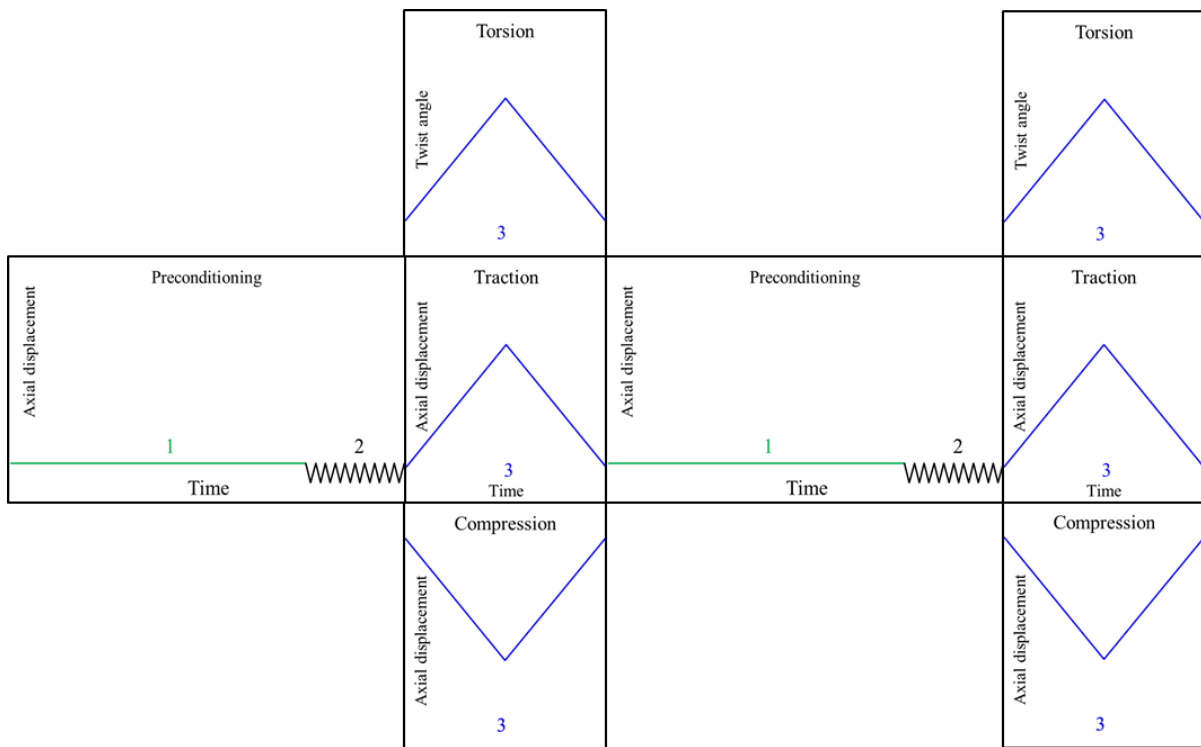 Torsion
Twist angle
3
Torsion
Twist angle
3
Preconditioning
Axial displacement
1
2
Time
Traction
Axial displacement
3
Time
Preconditioning
Axial displacement
1
2
Time
Traction
Axial displacement
3
Time
Compression
Axial displacement
3
Compression
Axial displacement
3